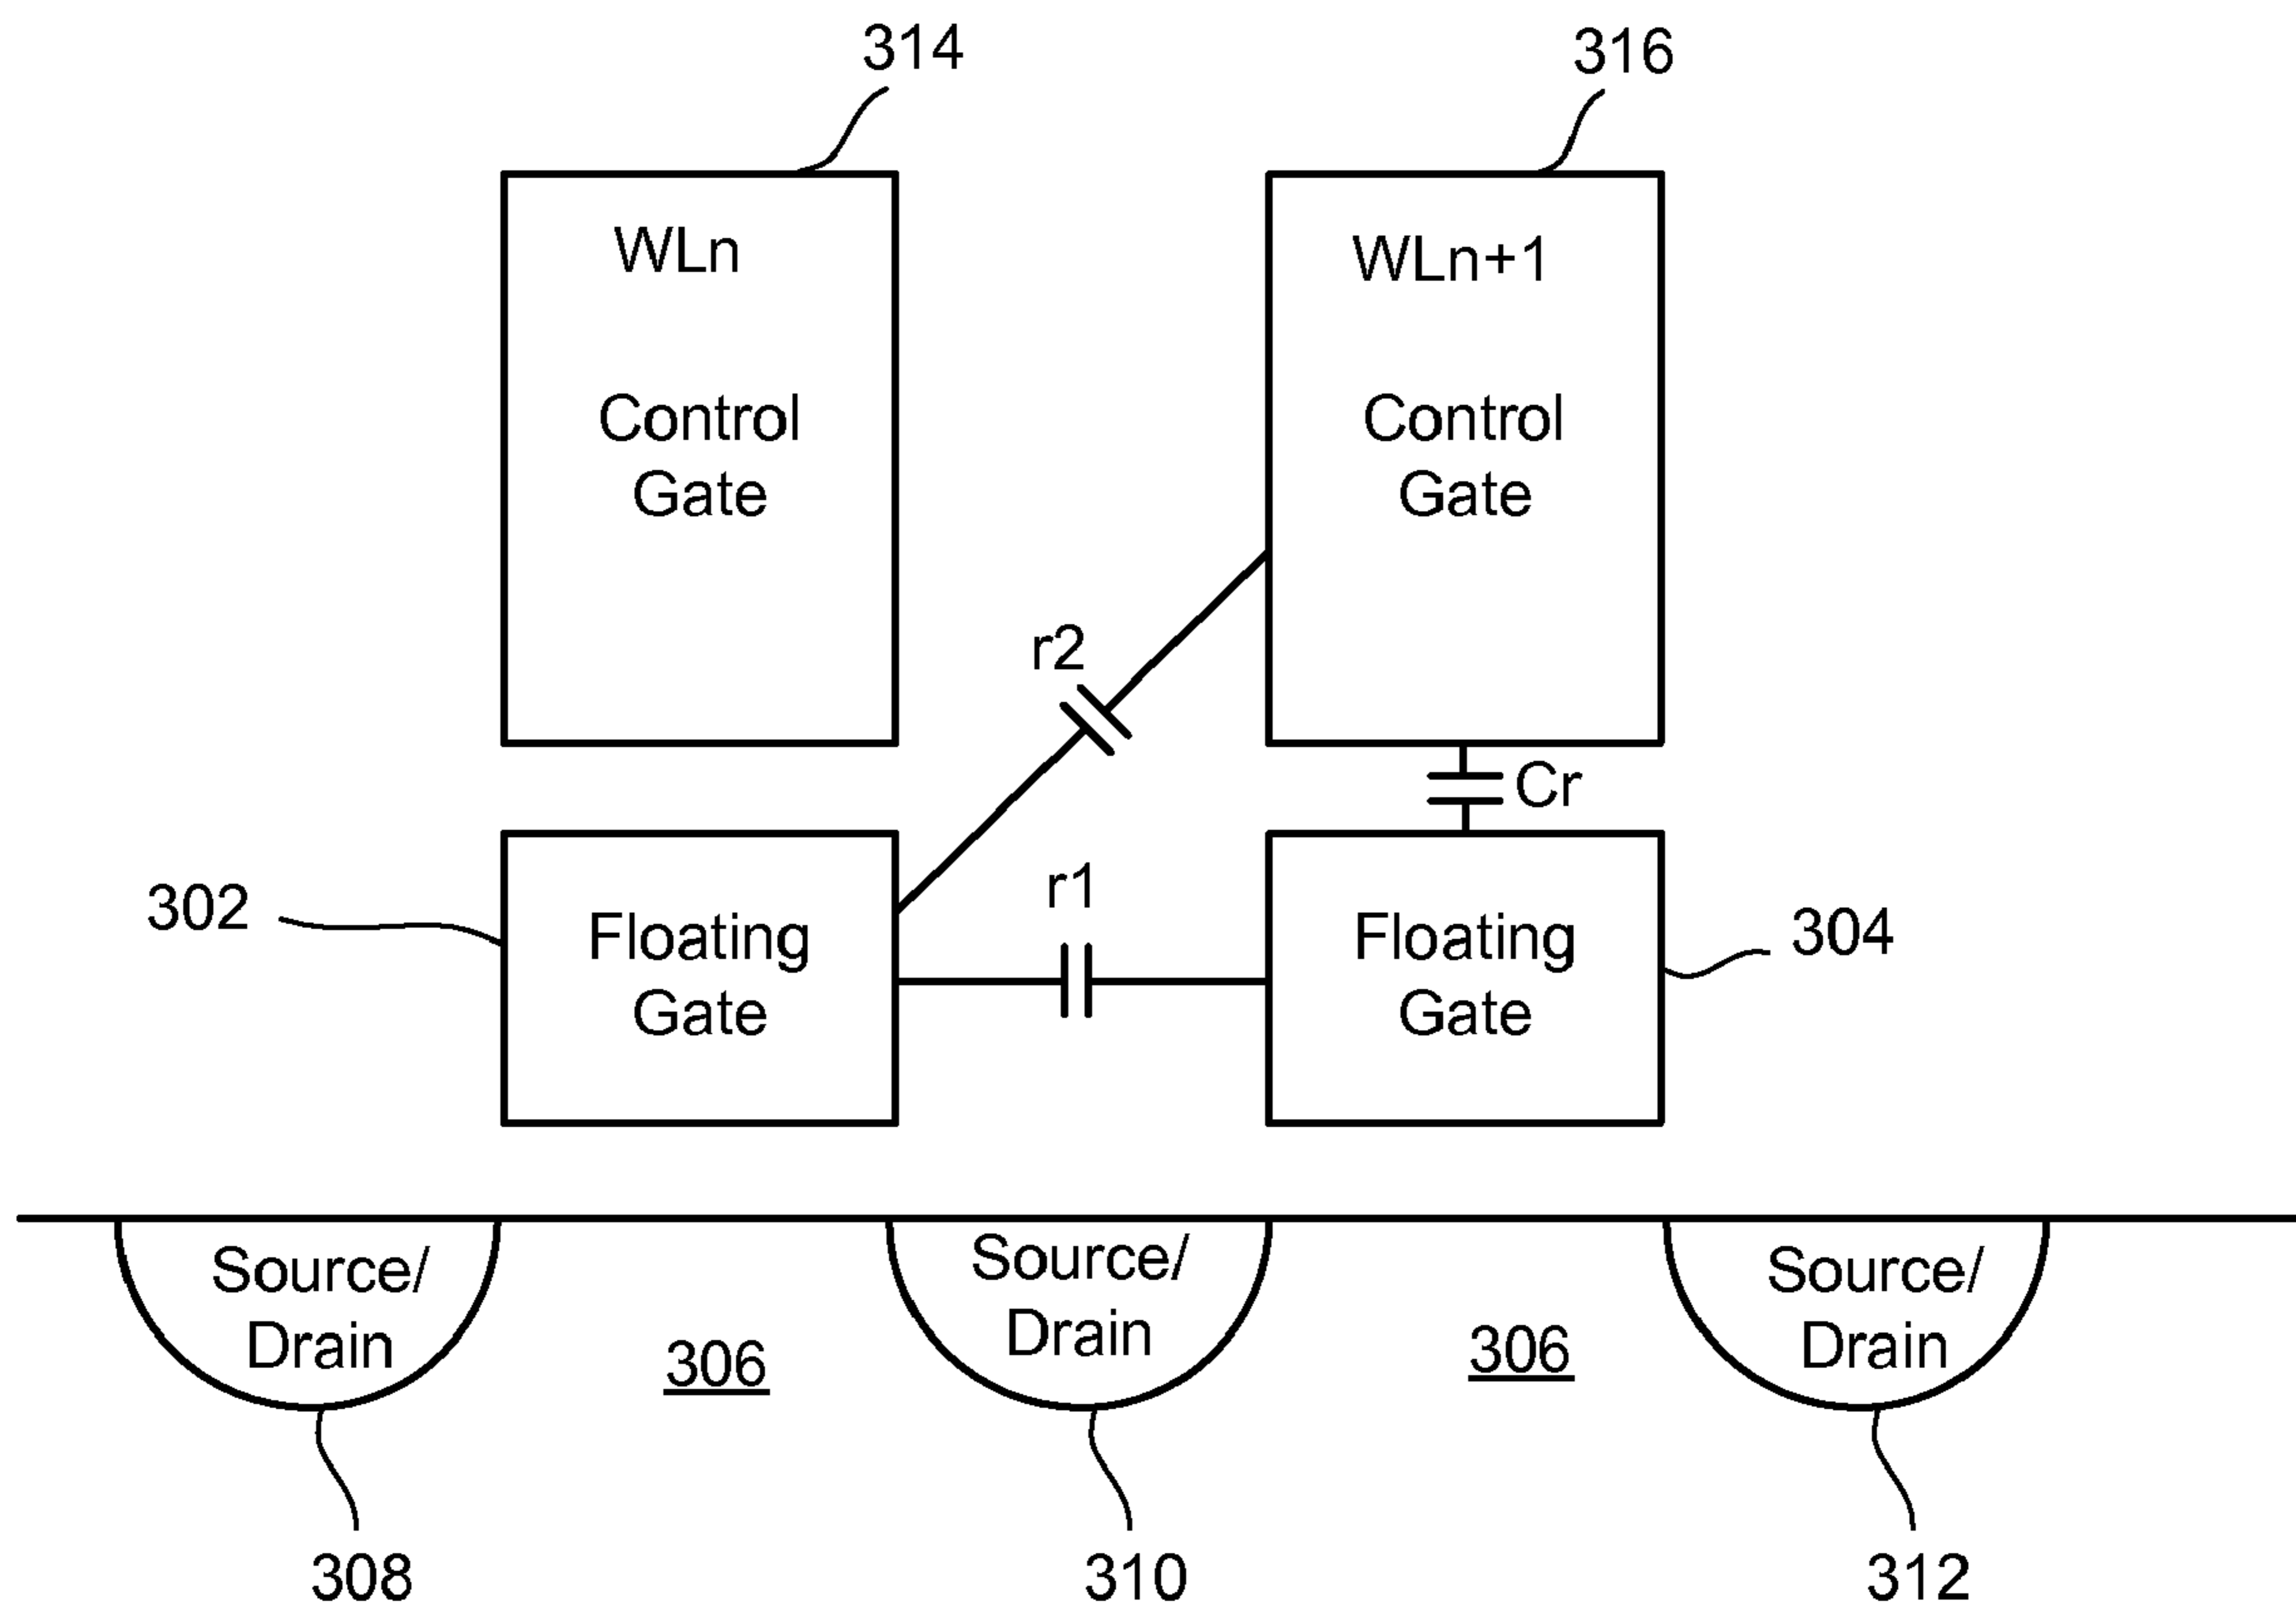 314
316
WLn
WLn+1
Control
Gate
Control
Gate
r2
Cr
r1
302
Floating
Gate
Floating
Gate
304
Source/
Drain
306
Source/
Drain
306
Source/
Drain
308
310
312